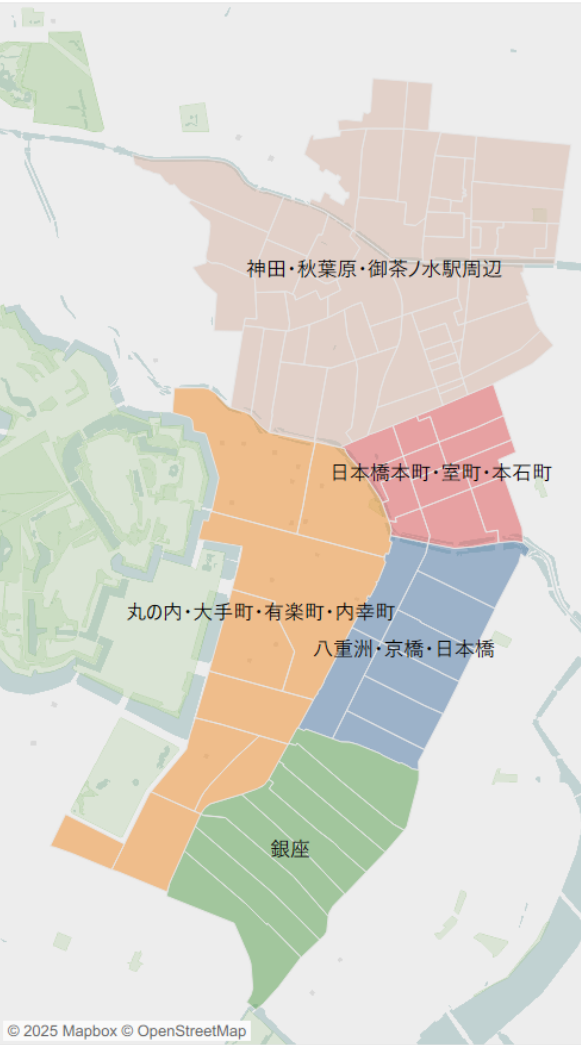 神田・秋葉原・御茶ノ水駅周辺
日本橋本町・室町・本石町
丸の内・大手町・有楽町・内幸町
八重洲・京橋・日本橋
銀座
© 2025 Mapbox © OpenStreetMap